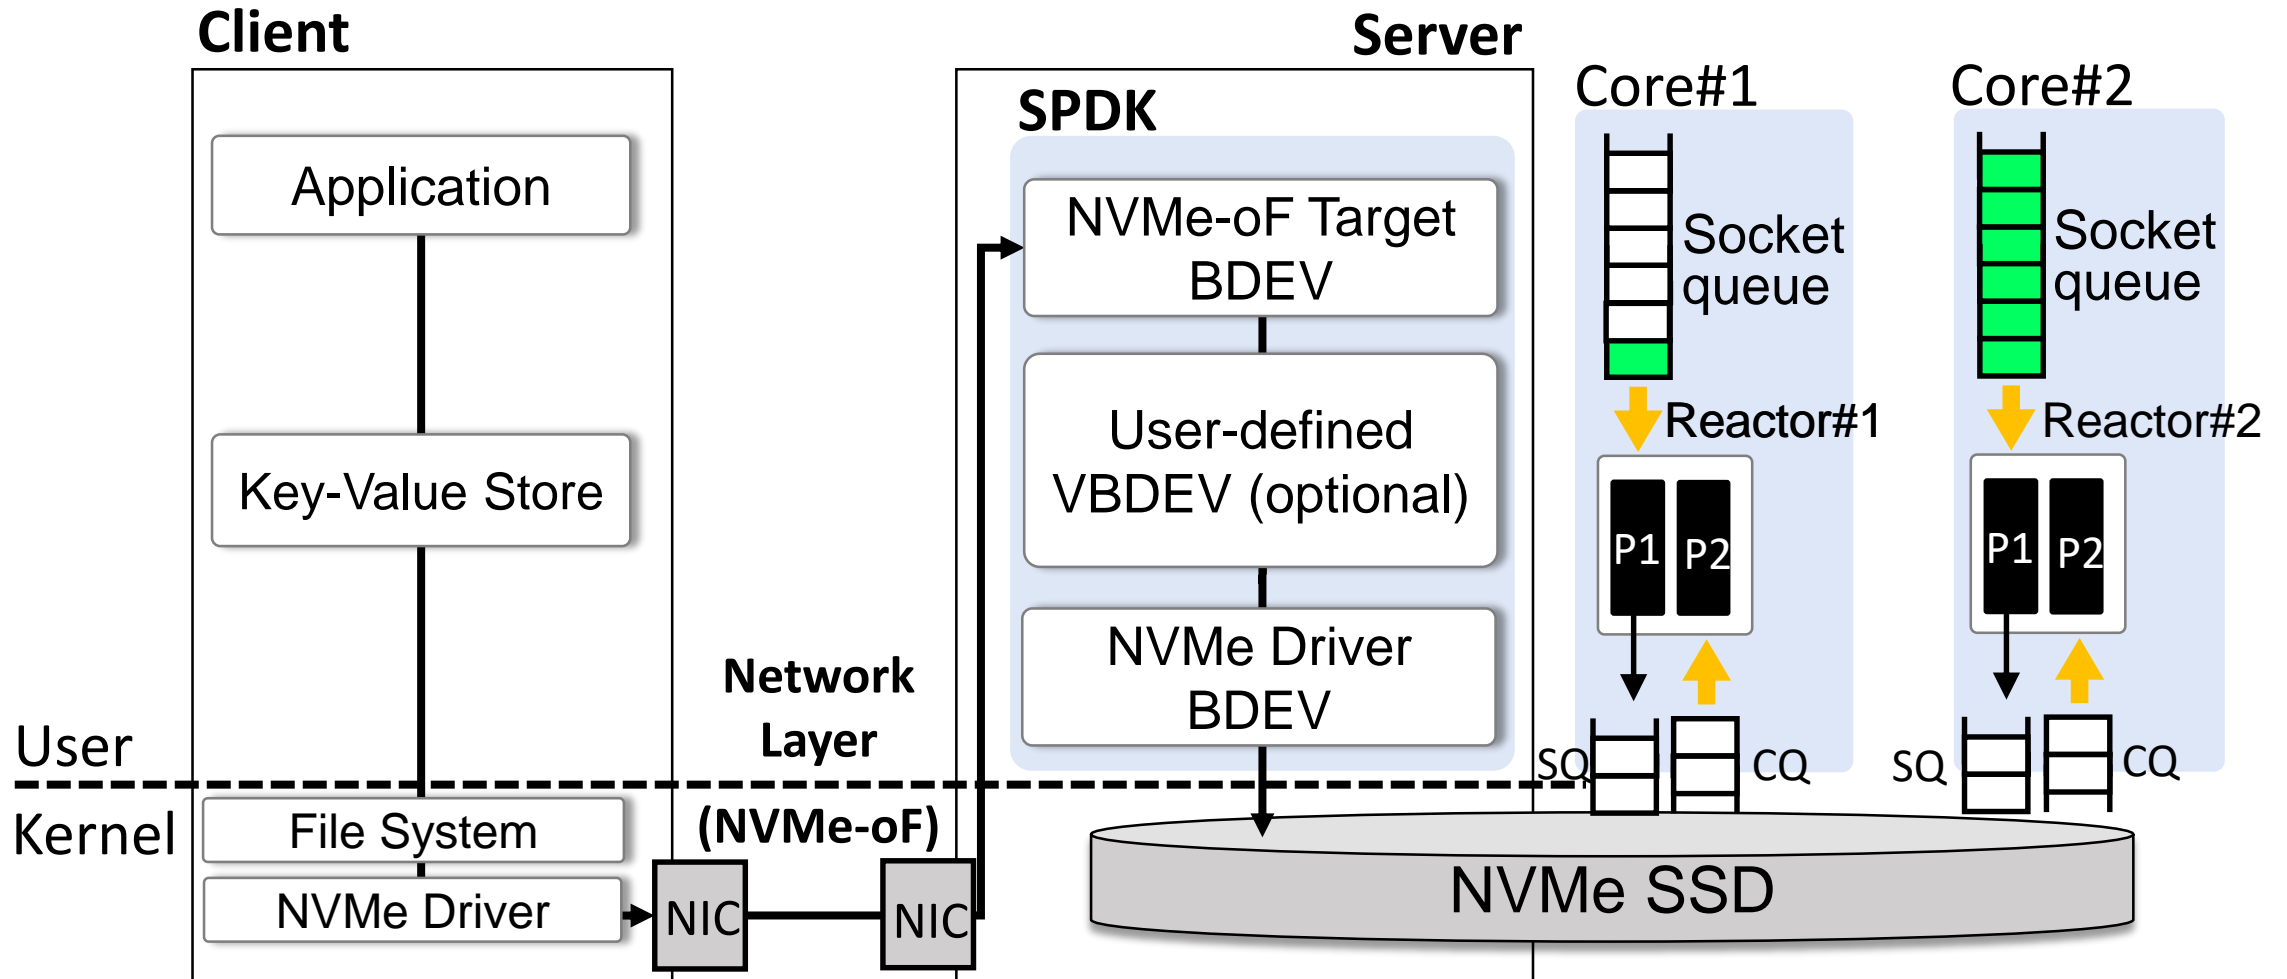 Client
Server
SPDK
Core#1
Core#2
Application
NVMe-oF Target
BDEV
Socket
queue
Socket
queue
Key-Value Store
User-defined
VBDEV (optional)
Reactor#1
Reactor#2
P1
P2
P1
P2
NVMe Driver
BDEV
Network
Layer
(NVMe-oF)
User
Kernel
SQ
CQ
SQ
CQ
File System
NVMe Driver
NIC
NIC
NVMe SSD